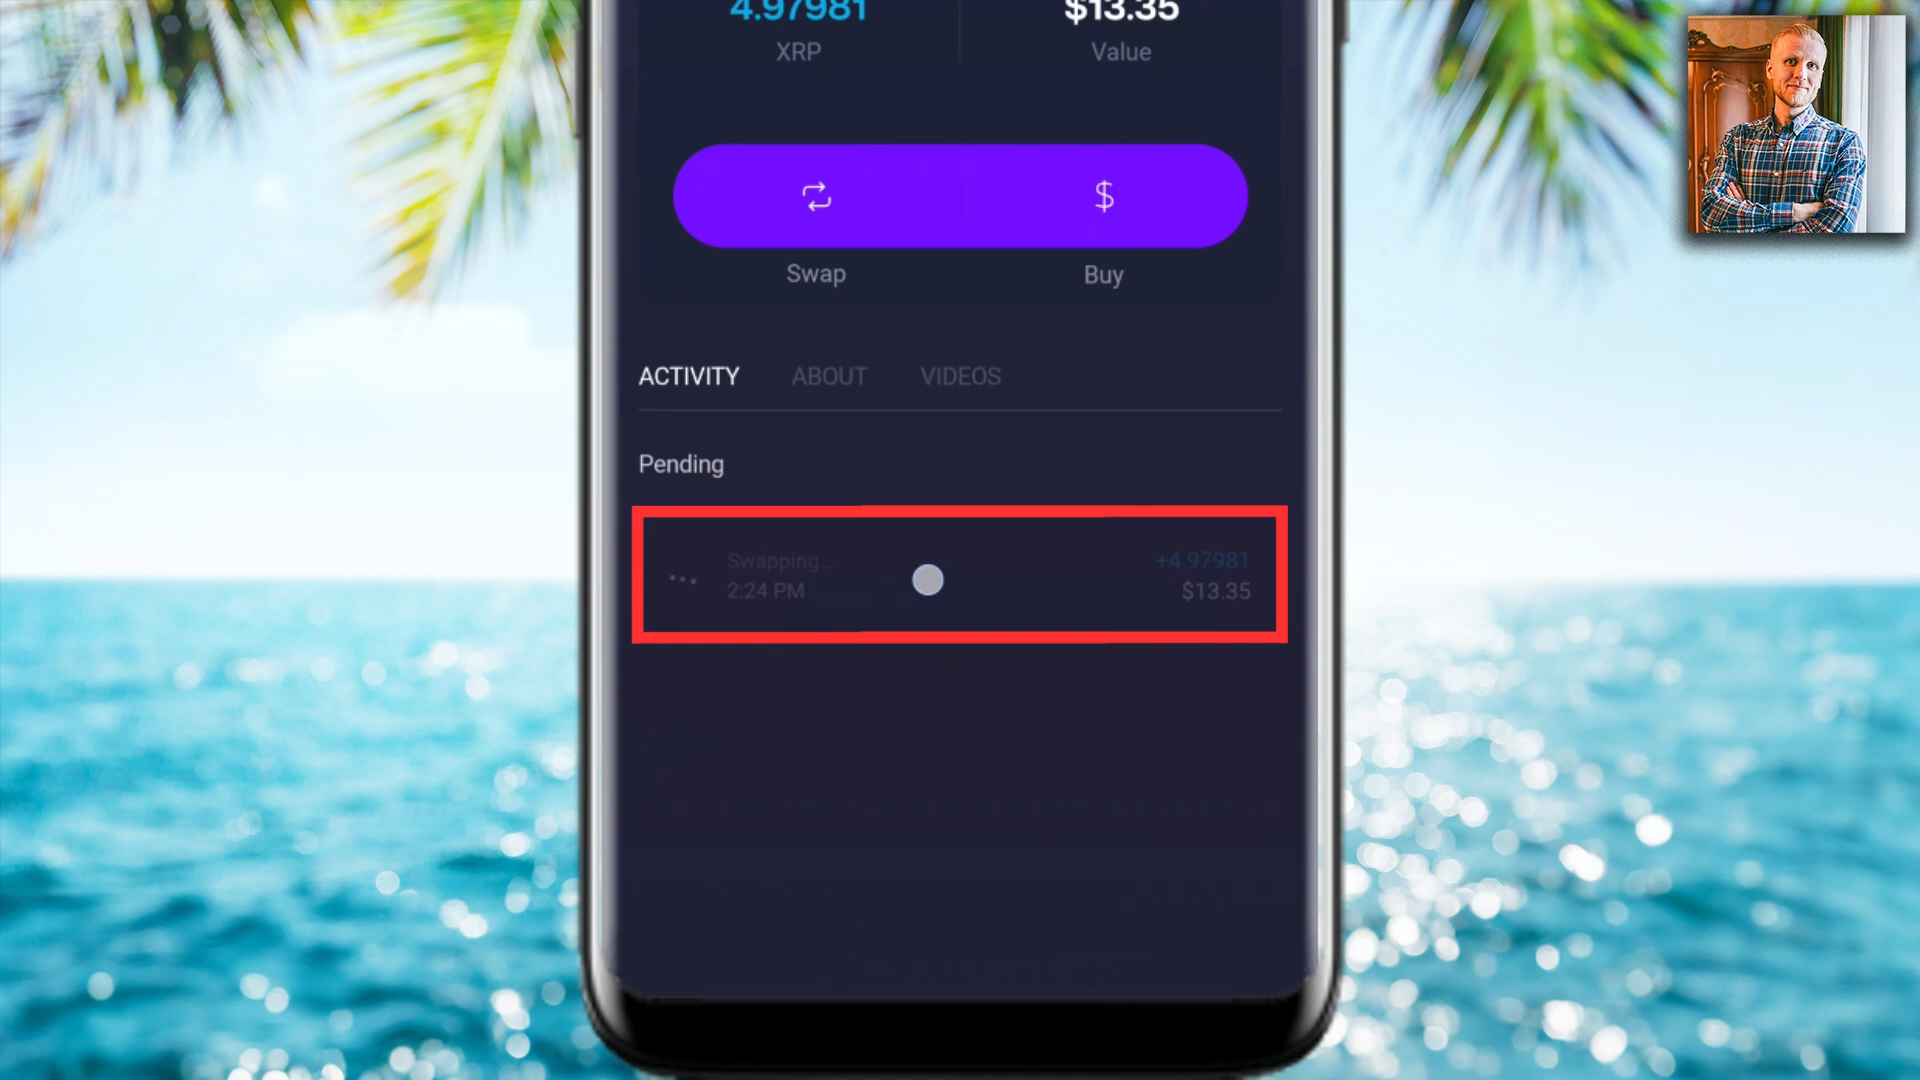 4.97981
$13.35
XRP
Value
Swap
Buy
ACTIVITY
ABOUT
VIDEOS
Pending
Swapping...
+4.97981
2:24 PM
$13.35